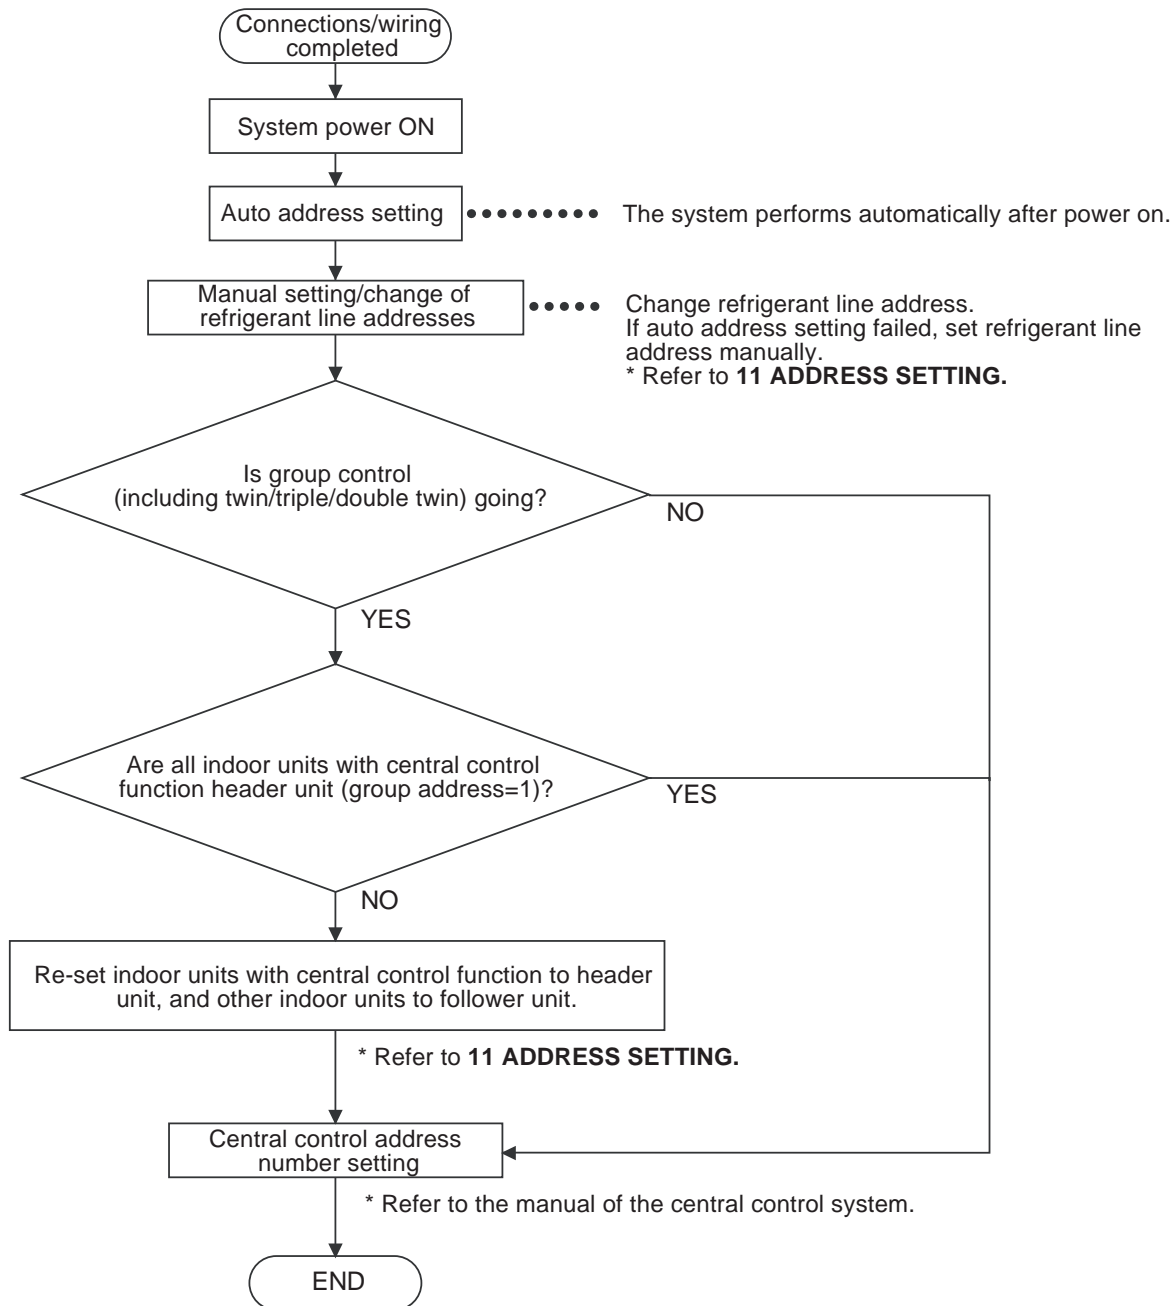 Connections/wiring
completed
System power ON
Auto address setting
The system performs automatically after power on.
Manual setting/change of
refrigerant line addresses
Change refrigerant line address.
If auto address setting failed, set refrigerant line
address manually.
* Refer to 11 ADDRESS SETTING.
Is group control
(including twin/triple/double twin) going?
NO
YES
Are all indoor units with central control
function header unit (group address=1)?
YES
NO
Re-set indoor units with central control function to header
unit, and other indoor units to follower unit.
* Refer to 11 ADDRESS SETTING.
Central control address
number setting
* Refer to the manual of the central control system.
END